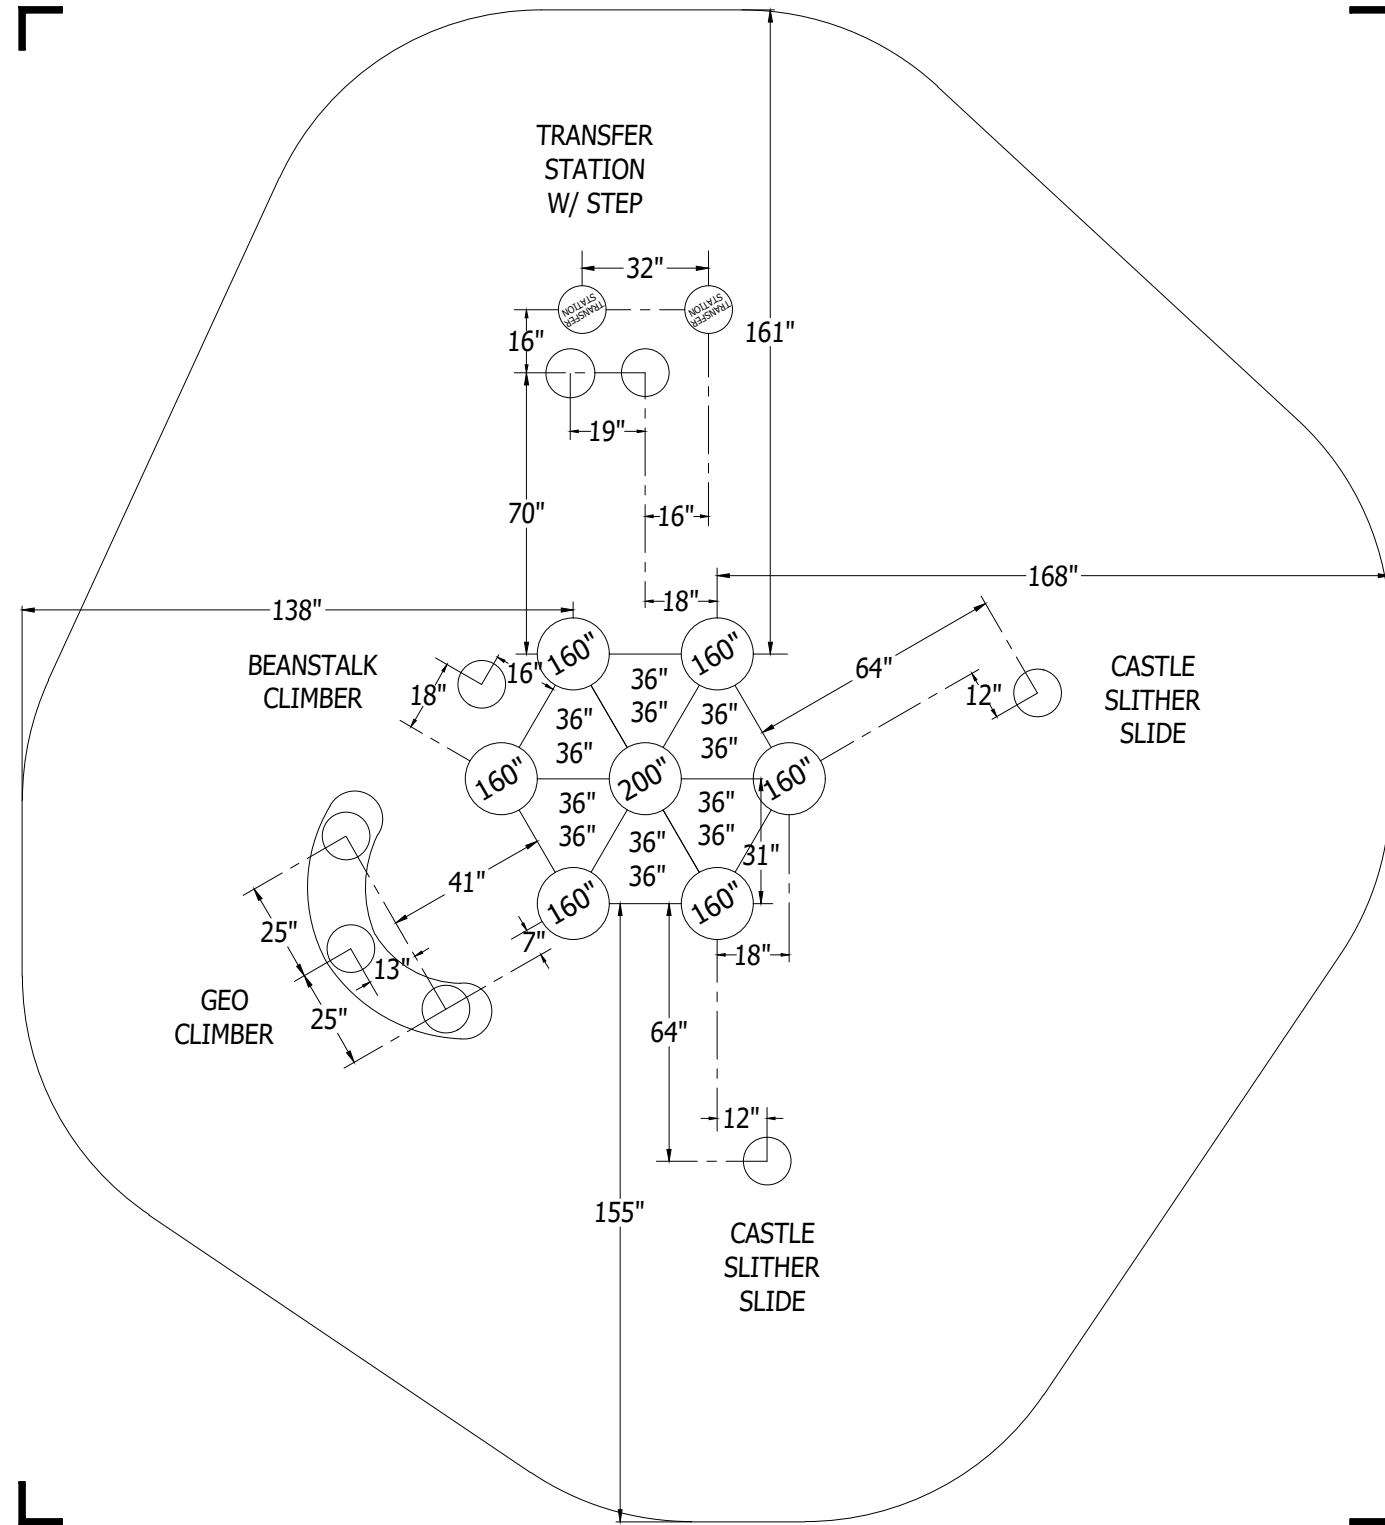 TRANSFER
STATION
W/ STEP
32"
TRANSFER
STATION
TRANSFER
STATION
16"
161"
19"
70"
16"
168"
138"
18"
BEANSTALK
CLIMBER
16"
18"
160"
160"
64"
12"
CASTLE
SLITHER
SLIDE
36"
36"
36"
36"
36"
36"
160"
200"
160"
36"
36"
36"
36"
36"
36"
31"
41"
160"
160"
7"
18"
25"
13"
25"
GEO
CLIMBER
64"
12"
155"
CASTLE
SLITHER
SLIDE